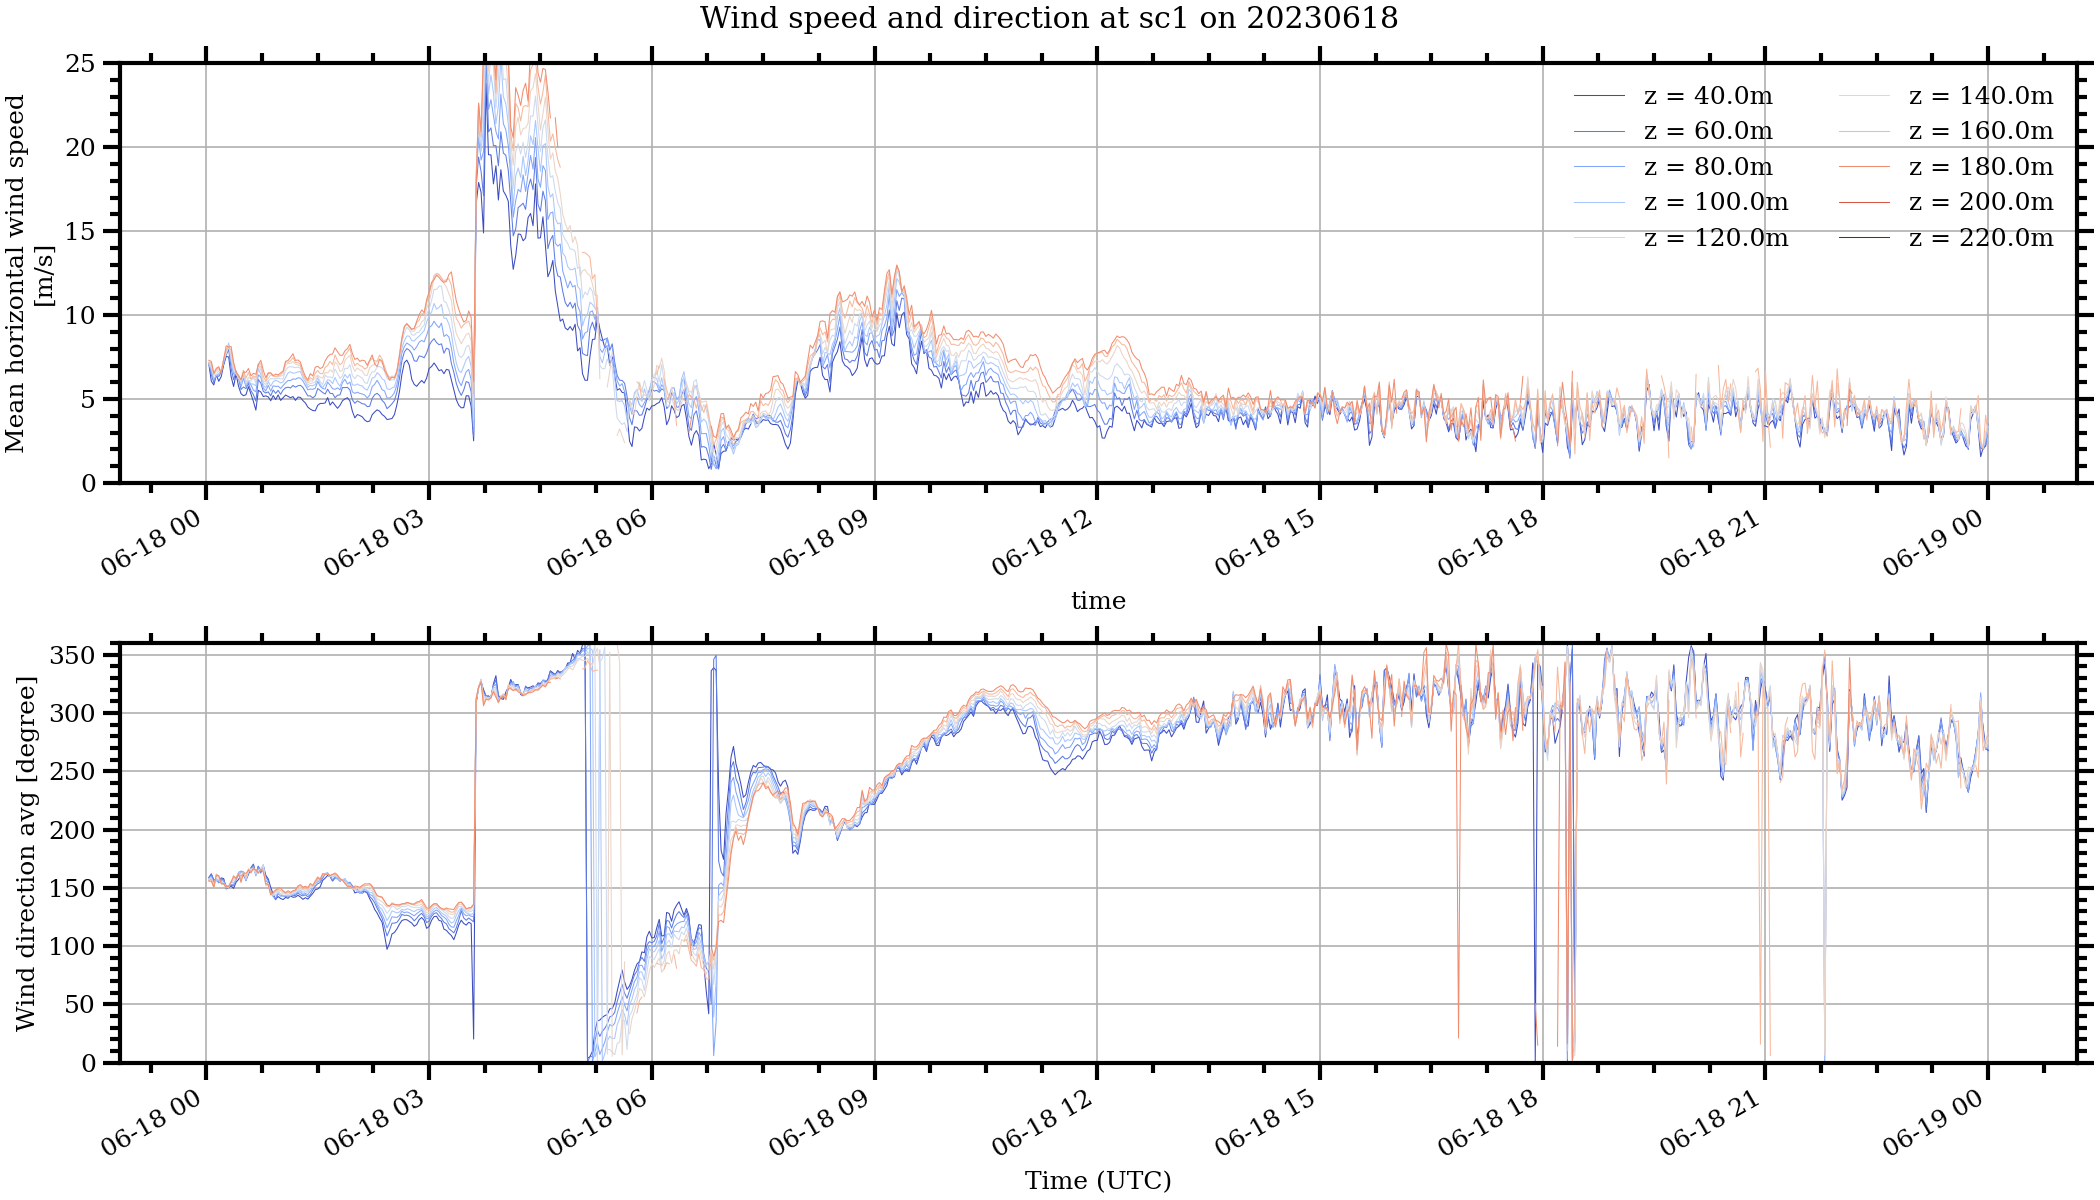 Wind speed and direction at sc1 on 20230618
Mean horizontal wind speed
[m/s]
25
20
15
10
5
0
z = 40.0m
z = 60.0m
z = 80.0m
z = 100.0m
z = 120.0m
z = 140.0m
z = 160.0m
z = 180.0m
z = 200.0m
z = 220.0m
06-18 00
06-18 03
06-18 06
06-18 09
06-18 12
06-18 15
06-18 18
06-18 21
06-19 00
time
Wind direction avg [degree]
350
300
250
200
150
100
50
0
06-18 00
06-18 03
06-18 06
06-18 09
06-18 12
06-18 15
06-18 18
06-18 21
06-19 00
Time (UTC)